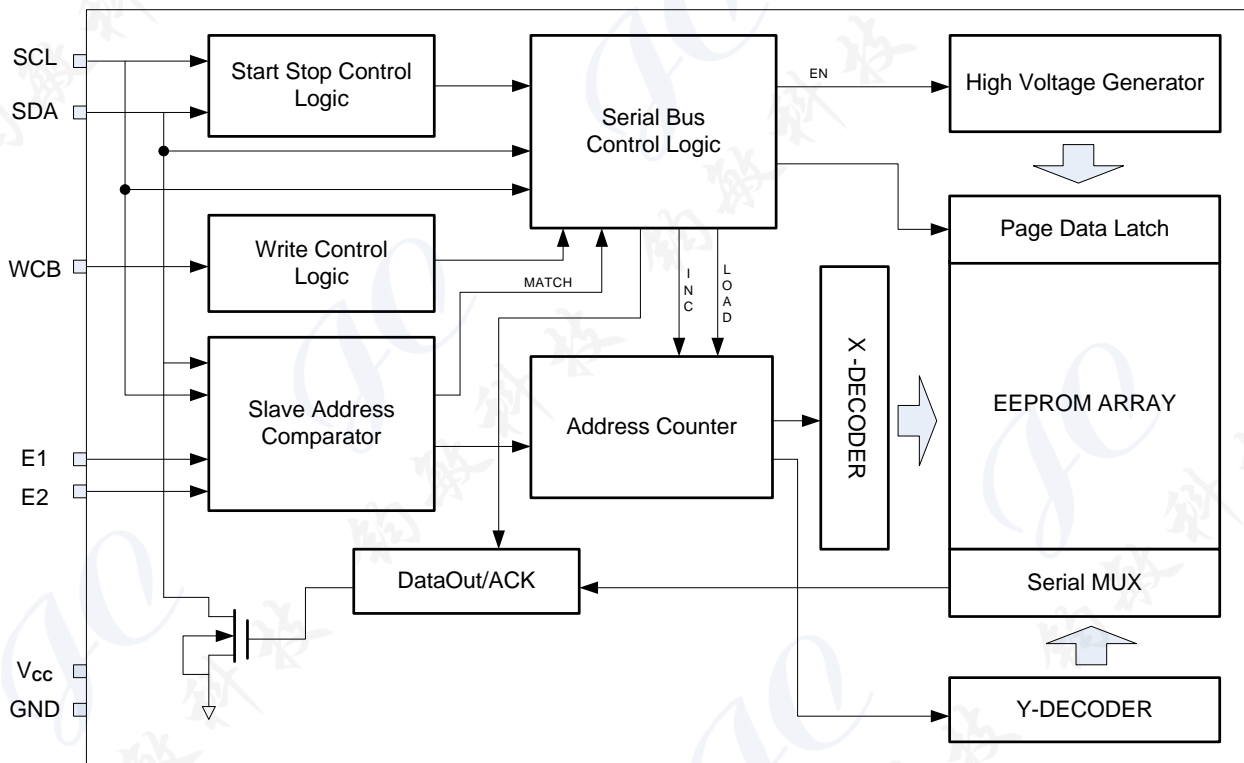 SCL
SDA
WCB
E1
E2
Vcc
GND
Start Stop Control
Logic
Serial Bus
Control Logic
EN
High Voltage Generator
Write Control
Logic
MATCH
INC
LOAD
Page Data Latch
Slave Address
Comparator
Address Counter
X-DECODER
EEPROM ARRAY
DataOut/ACK
Serial MUX
Y-DECODER